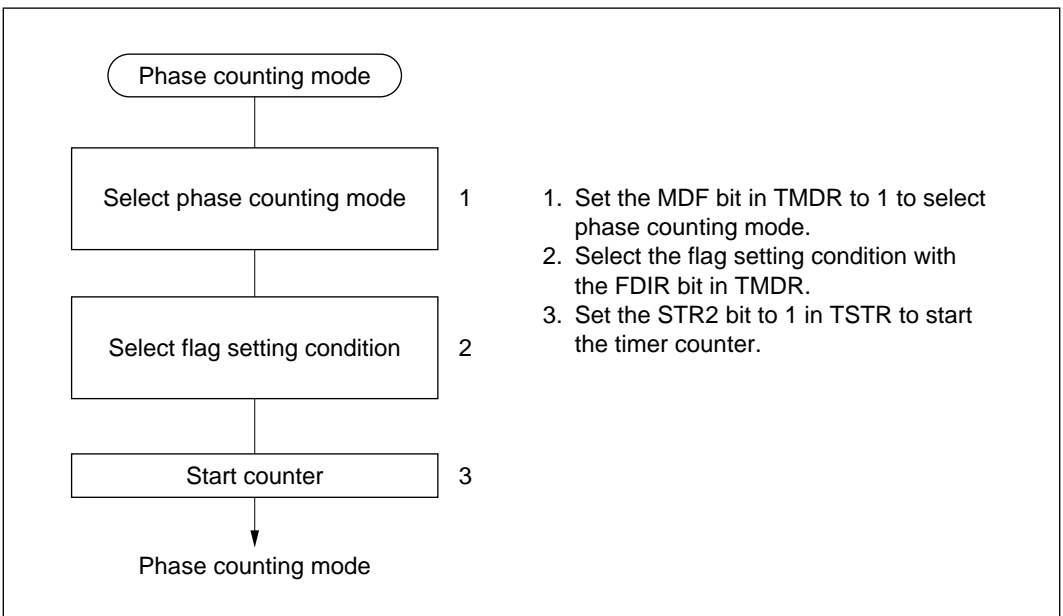 Phase counting mode
Select phase counting mode
1
Select flag setting condition
2
Start counter
3
Phase counting mode
1. Set the MDF bit in TMDR to 1 to select
phase counting mode.
2. Select the flag setting condition with
the FDIR bit in TMDR.
3. Set the STR2 bit to 1 in TSTR to start
the timer counter.